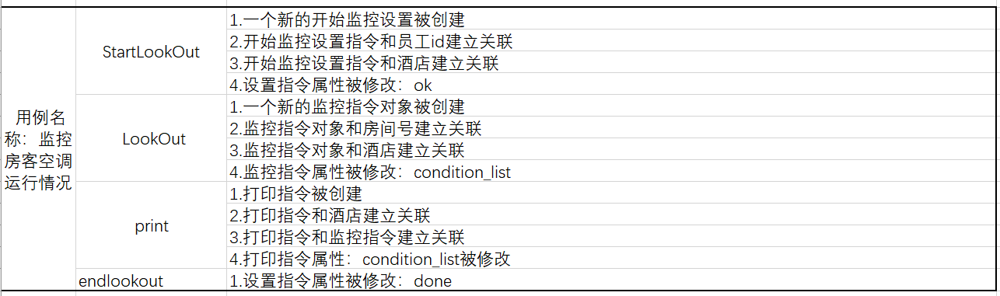 用例名
称：监控
房客空调
运行情况
StartLookOut
1.一个新的开始监控设置被创建
2.开始监控设置指令和员工id建立关联
3.开始监控设置指令和酒店建立关联
4.设置指令属性被修改：ok
LookOut
1.一个新的监控指令对象被创建
2.监控指令对象和房间号建立关联
3.监控指令对象和酒店建立关联
4.监控指令属性被修改：condition_list
print
1.打印指令被创建
2.打印指令和酒店建立关联
3.打印指令和监控指令建立关联
4.打印指令属性：condition_list被修改
endlookout
1.设置指令属性被修改：done